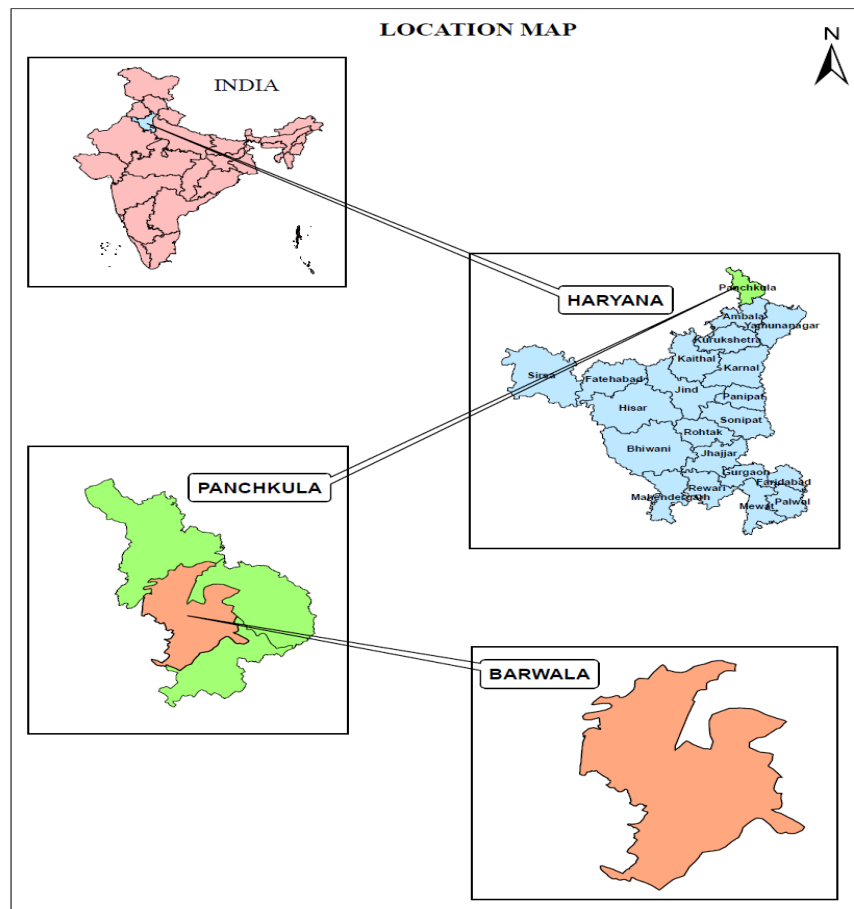 LOCATION MAP
N
INDIA
HARYANA
Panchkula
Ambala
Yamunanagar
Kurukshetra
Kaithal
Karnal
Sirsa
Fatehabad
Jind
Panipat
Hisar
Sonipat
Rohtak
Bhiwani
Jhajjar
Gurgaon
Faridabad
Rewari
Mahendergarh
Mewat
Palwal
PANCHKULA
BARWALA